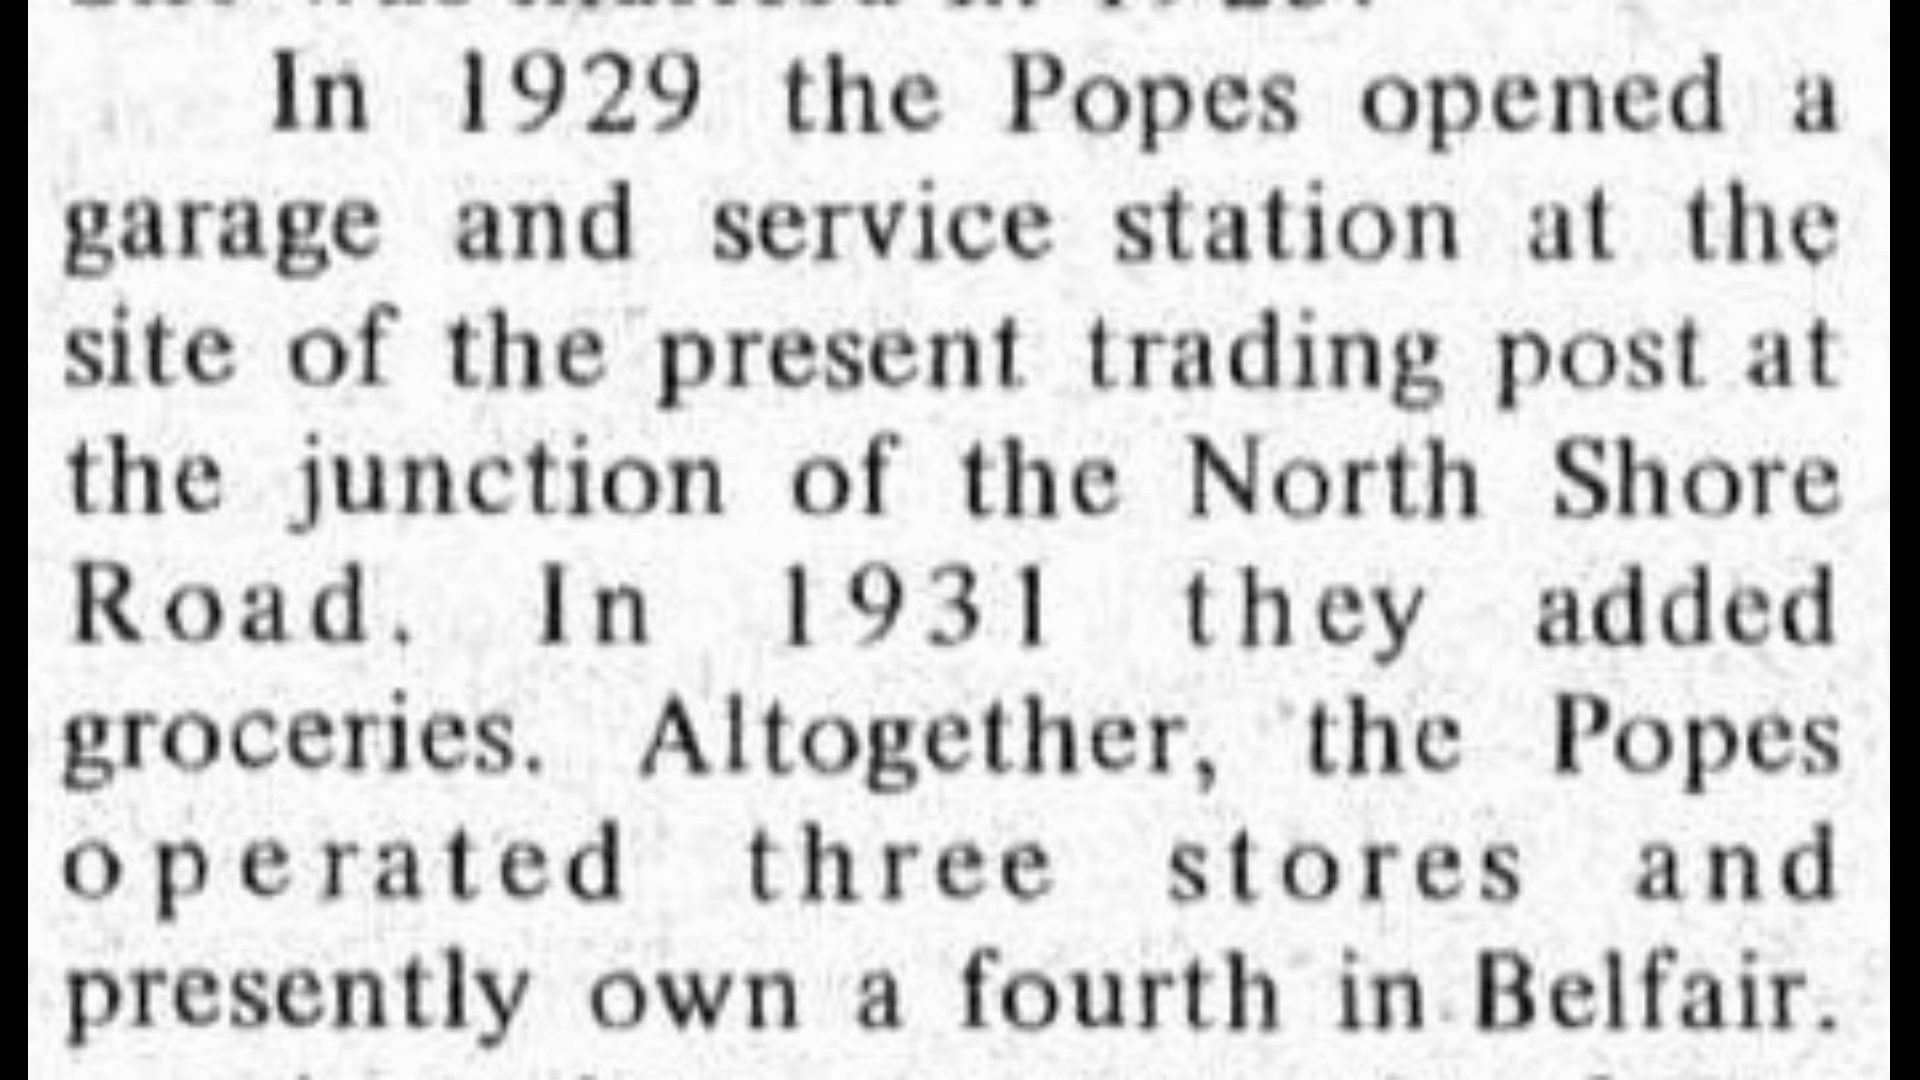 In 1929 the Popes opened a
garage and service station at the
site of the present trading post at
the junction of the North Shore
Road. In 1931 they added
groceries. Altogether, the Popes
operated three stores and
presently own a fourth in Belfair.